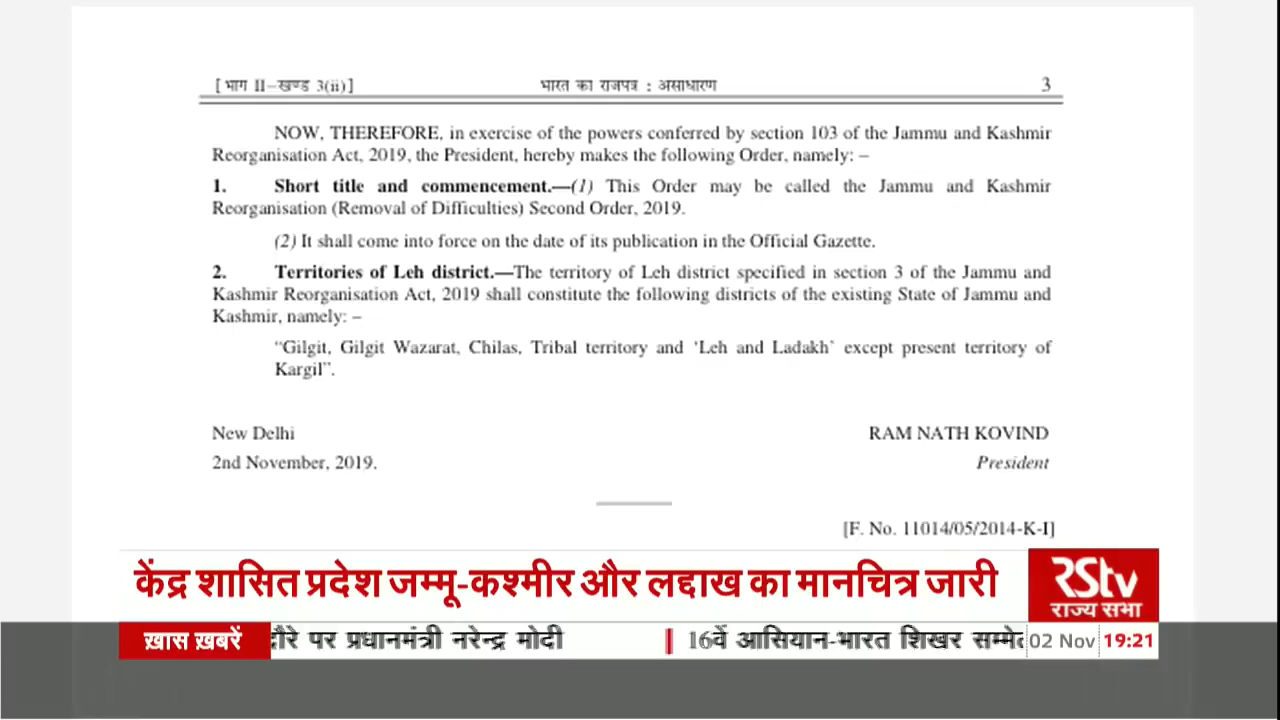 [ भाग II—खण्ड 3(ii)] भारत का राजपत्र : असाधारण 3
NOW, THEREFORE, in exercise of the powers conferred by section 103 of the Jammu and Kashmir
Reorganisation Act, 2019, the President, hereby makes the following Order, namely: –
1. Short title and commencement.—(1) This Order may be called the Jammu and Kashmir
Reorganisation (Removal of Difficulties) Second Order, 2019.
(2) It shall come into force on the date of its publication in the Official Gazette.
2. Territories of Leh district.—The territory of Leh district specified in section 3 of the Jammu and
Kashmir Reorganisation Act, 2019 shall constitute the following districts of the existing State of Jammu and
Kashmir, namely: –
"Gilgit, Gilgit Wazarat, Chilas, Tribal territory and 'Leh and Ladakh' except present territory of
Kargil".
New Delhi RAM NATH KOVIND
2nd November, 2019. President
[F. No. 11014/05/2014-K-I]
केंद्र शासित प्रदेश जम्मू-कश्मीर और लद्दाख का मानचित्र जारी
RStv
राज्य सभा
ख़ास ख़बरें दौरे पर प्रधानमंत्री नरेन्द्र मोदी | 16वें आसियान-भारत शिखर सम्मे 02 Nov 19:21